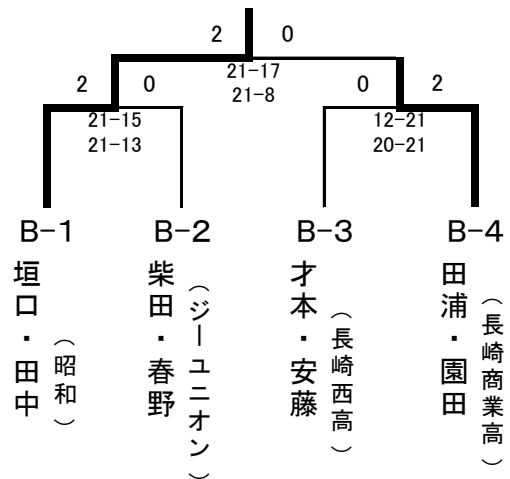 2 0
21-17
21-8
2 0
21-15
21-13
0 2
12-21
20-21
B-1
B-2
B-3
B-4
垣口・田中
（昭和）
柴田・春野
（ジーユニオン）
才本・安藤
（長崎西高）
田浦・園田
（長崎商業高）